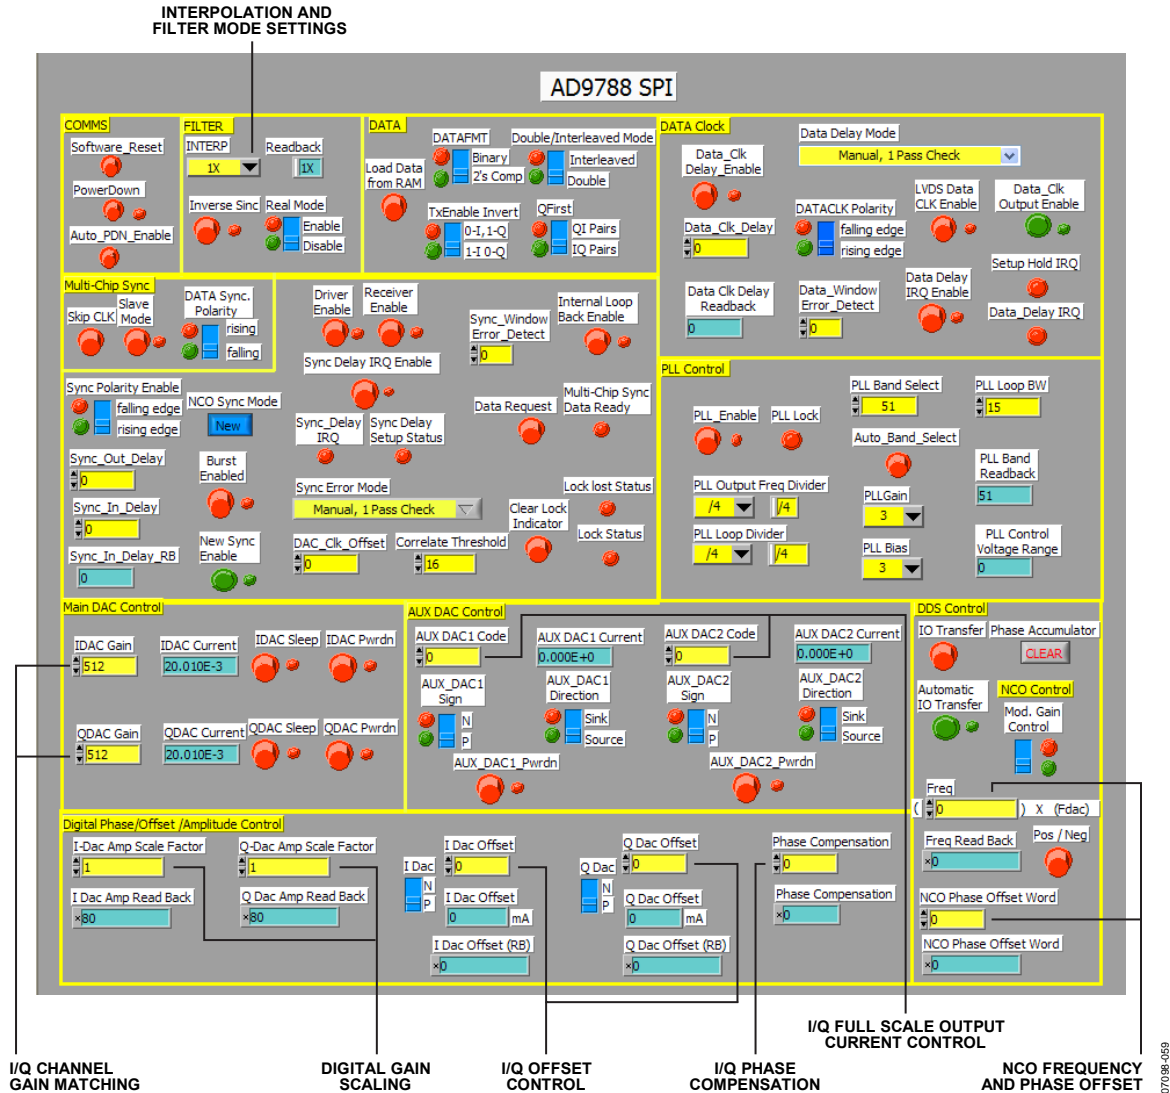 INTERPOLATION AND
FILTER MODE SETTINGS
AD9788 SPI
COMMS
Software_Reset
PowerDown
Auto_PDN_Enable
FILTER
INTERP
1X
Readback
1X
Inverse Sinc
Real Mode
Enable
Disable
DATA
Load Data
from RAM
DATAFMT
Binary
2's Comp
Double/Interleaved Mode
Interleaved
Double
TxEnable Invert
0-I,1-Q
1-I 0-Q
QFirst
QI Pairs
IQ Pairs
DATA Clock
Data_Clk
Delay_Enable
Data Delay Mode
Manual, 1 Pass Check
Data_Clk_Delay
0
DATACLK Polarity
falling edge
rising edge
LVDS Data
CLK Enable
Data_Clk
Output Enable
Data Clk Delay
Readback
0
Data_Window
Error_Detect
0
Data Delay
IRQ Enable
Setup Hold IRQ
Data_Delay IRQ
Multi-Chip Sync
Skip CLK
Slave
Mode
DATA Sync.
Polarity
rising
falling
Driver
Enable
Receiver
Enable
Sync_Window
Error_Detect
0
Internal Loop
Back Enable
Sync Delay IRQ Enable
Sync Polarity Enable
falling edge
rising edge
NCO Sync Mode
New
Sync_Delay
IRQ
Sync Delay
Setup Status
Data Request
Multi-Chip Sync
Data Ready
Sync_Out_Delay
0
Burst
Enabled
Sync_In_Delay
0
Sync Error Mode
Manual, 1 Pass Check
Clear Lock
Indicator
Lock lost Status
Lock Status
Sync_In_Delay_RB
0
New Sync
Enable
DAC_Clk_Offset
0
Correlate Threshold
16
PLL Control
PLL_Enable
PLL Lock
PLL Band Select
51
PLL Loop BW
15
Auto_Band_Select
PLL Band
Readback
51
PLL Output Freq Divider
/4
/4
PLLGain
3
PLL Loop Divider
/4
/4
PLL Bias
3
PLL Control
Voltage Range
0
Main DAC Control
IDAC Gain
512
IDAC Current
20.010E-3
IDAC Sleep
IDAC Pwrdn
QDAC Gain
512
QDAC Current
20.010E-3
QDAC Sleep
QDAC Pwrdn
AUX DAC Control
AUX DAC1 Code
0
AUX DAC1 Current
0.000E+0
AUX DAC2 Code
0
AUX DAC2 Current
0.000E+0
AUX_DAC1
Sign
N
P
AUX_DAC1
Direction
Sink
Source
AUX_DAC2
Sign
N
P
AUX_DAC2
Direction
Sink
Source
AUX_DAC1_Pwrdn
AUX_DAC2_Pwrdn
DDS Control
IO Transfer
Phase Accumulator
CLEAR
Automatic
IO Transfer
NCO Control
Mod. Gain
Control
Freq
( 0 ) X (Fdac)
Freq Read Back
×0
Pos / Neg
NCO Phase Offset Word
0
NCO Phase Offset Word
×0
Digital Phase/Offset /Amplitude Control
I-Dac Amp Scale Factor
1
Q-Dac Amp Scale Factor
1
I Dac Amp Read Back
×80
Q Dac Amp Read Back
×80
I Dac
N
P
I Dac Offset
0
I Dac Offset
0 mA
I Dac Offset (RB)
×0
Q Dac
N
P
Q Dac Offset
0
Q Dac Offset
0 mA
Q Dac Offset (RB)
×0
Phase Compensation
0
Phase Compensation
×0
I/Q FULL SCALE OUTPUT
CURRENT CONTROL
I/Q CHANNEL
GAIN MATCHING
DIGITAL GAIN
SCALING
I/Q OFFSET
CONTROL
I/Q PHASE
COMPENSATION
NCO FREQUENCY
AND PHASE OFFSET
07098-059